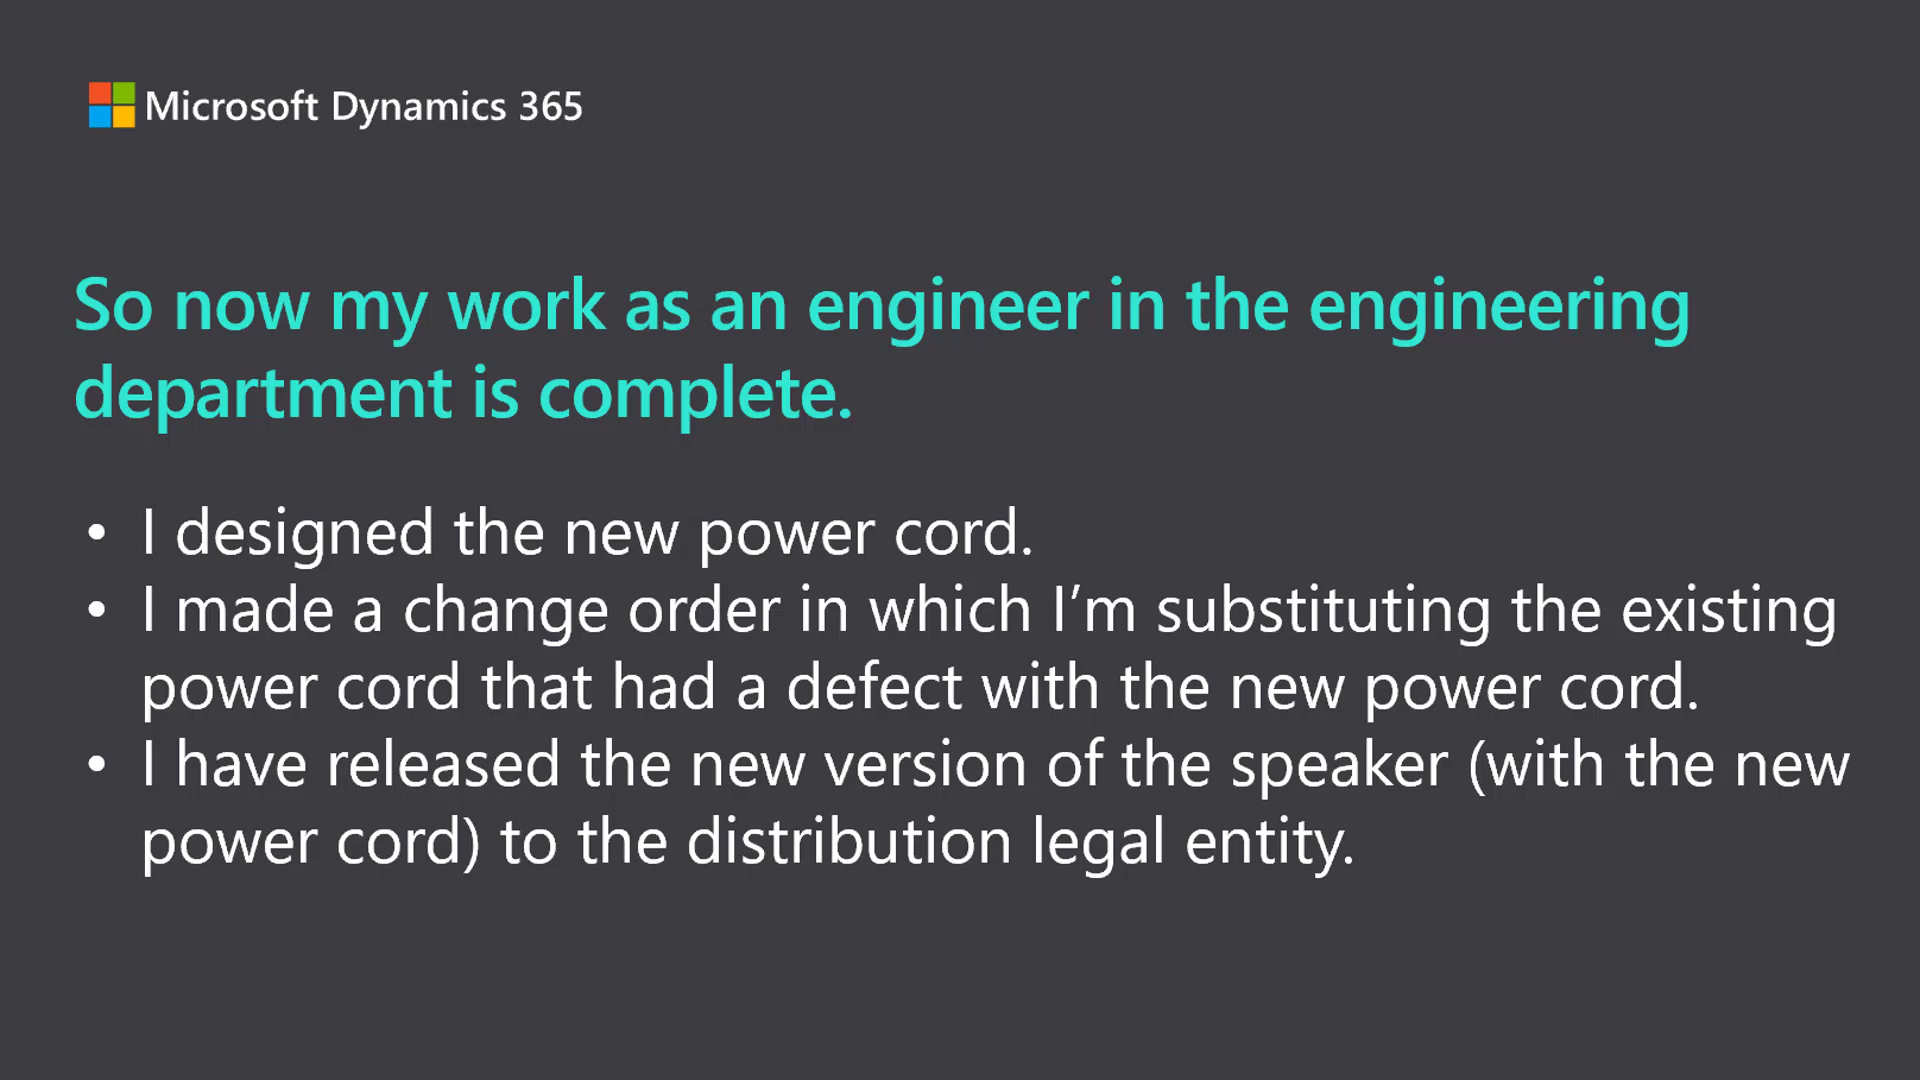 Microsoft Dynamics 365
So now my work as an engineer in the engineering
department is complete.
• I designed the new power cord.
• I made a change order in which I’m substituting the existing
power cord that had a defect with the new power cord.
• I have released the new version of the speaker (with the new
power cord) to the distribution legal entity.